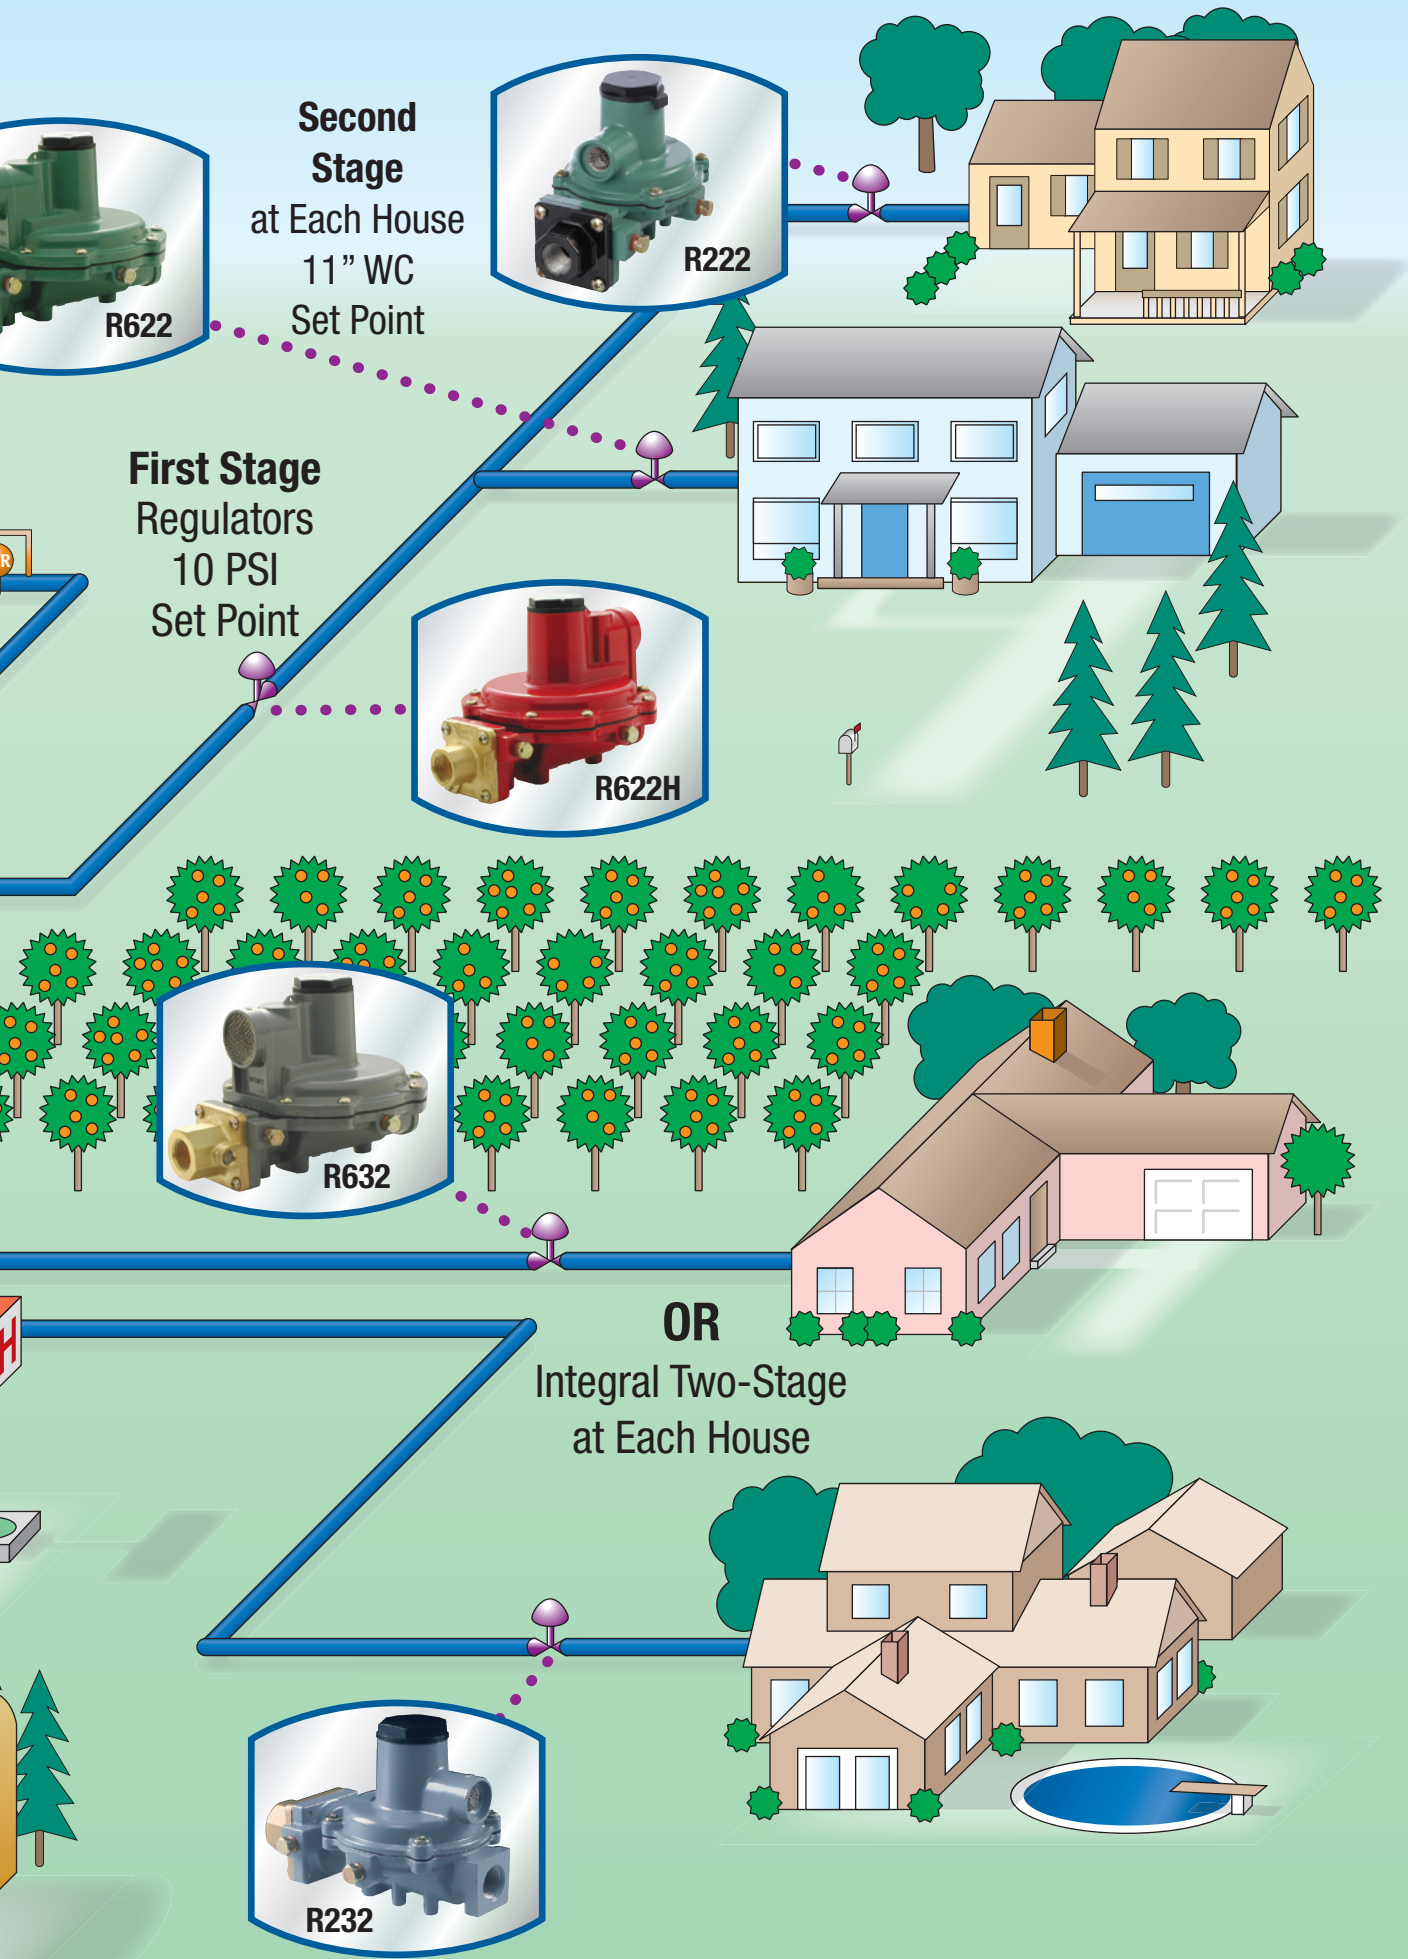 Second
Stage
at Each House
11” WC
Set Point
R222
R622
First Stage
Regulators
10 PSI
Set Point
R
R622H
R632
OR
Integral Two-Stage
at Each House
H
R232